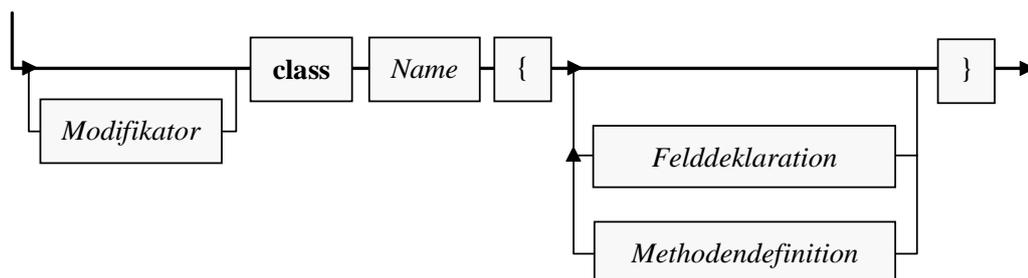 class Name { }
Modifikator
Felddeklaration
Methodendefinition